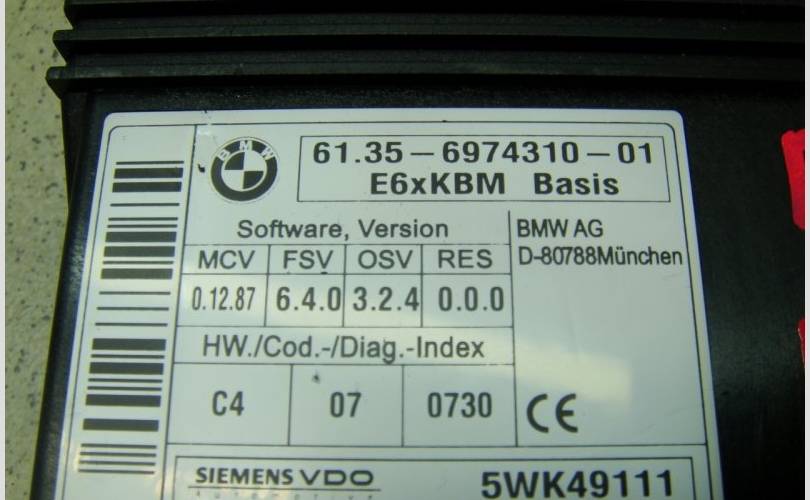 BMW
61.35-6974310-01
E6xKBM Basis
Software, Version
MCV FSV OSV RES
0.12.87 6.4.0 3.2.4 0.0.0
HW./Cod.-/Diag.-Index
C4 07 0730
BMW AG
D-80788München
CE
SIEMENS VDO
Automotive
5WK49111